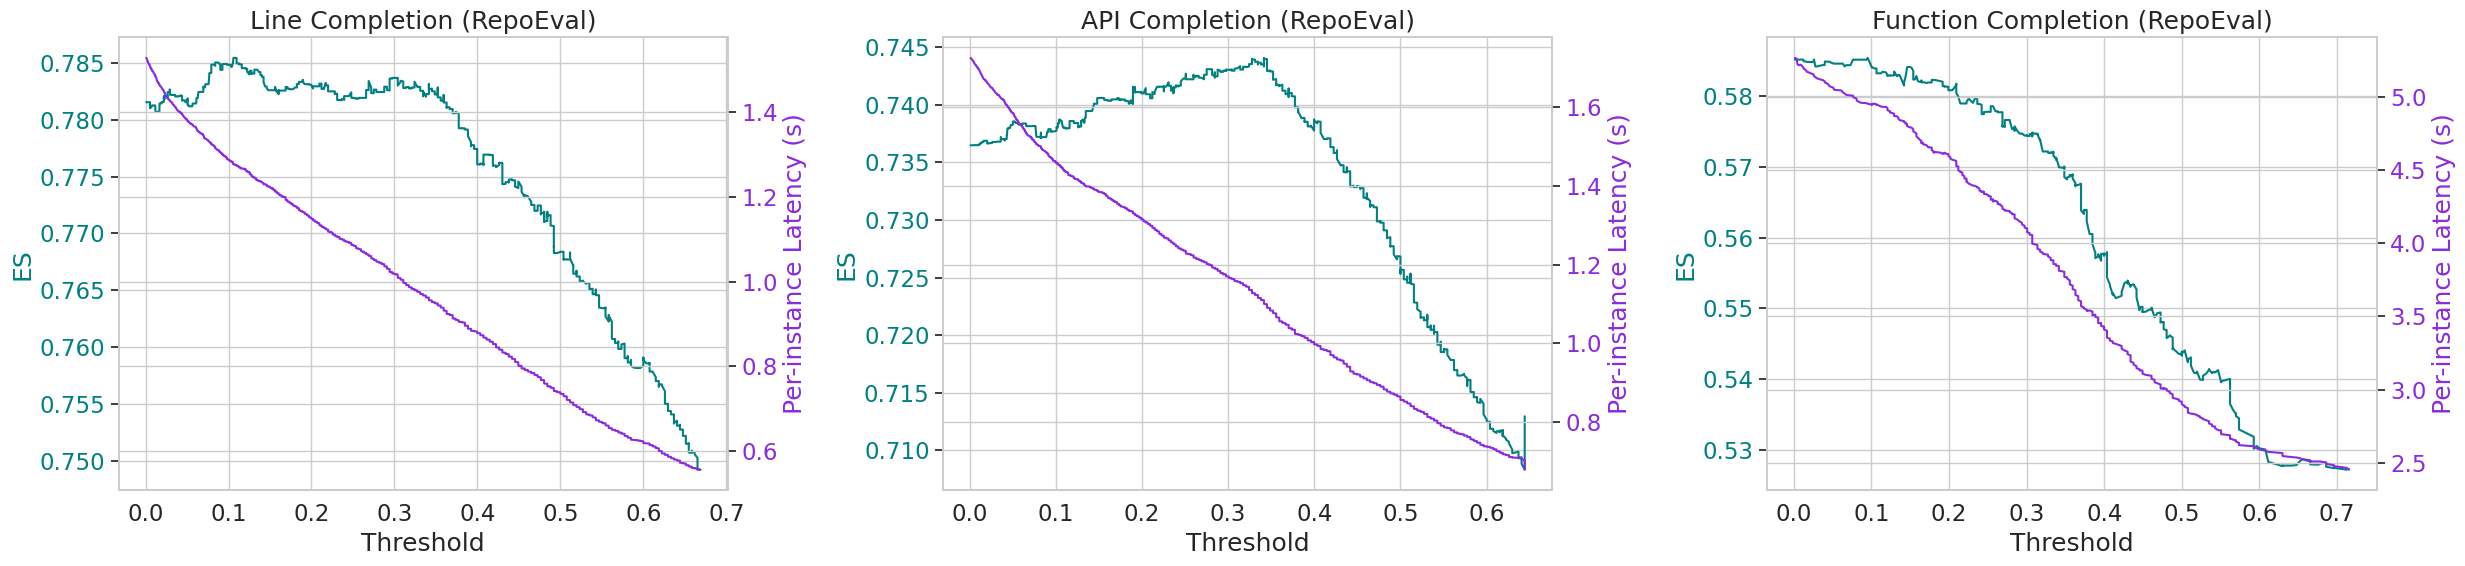 Line Completion (RepoEval)
0.785
0.780
0.775
0.770
0.765
0.760
0.755
0.750
ES
1.4
1.2
1.0
0.8
0.6
Per-instance Latency (s)
0.0 0.1 0.2 0.3 0.4 0.5 0.6 0.7
Threshold
API Completion (RepoEval)
0.745
0.740
0.735
0.730
0.725
0.720
0.715
0.710
ES
1.6
1.4
1.2
1.0
0.8
Per-instance Latency (s)
0.0 0.1 0.2 0.3 0.4 0.5 0.6
Threshold
Function Completion (RepoEval)
0.58
0.57
0.56
0.55
0.54
0.53
ES
5.0
4.5
4.0
3.5
3.0
2.5
Per-instance Latency (s)
0.0 0.1 0.2 0.3 0.4 0.5 0.6 0.7
Threshold